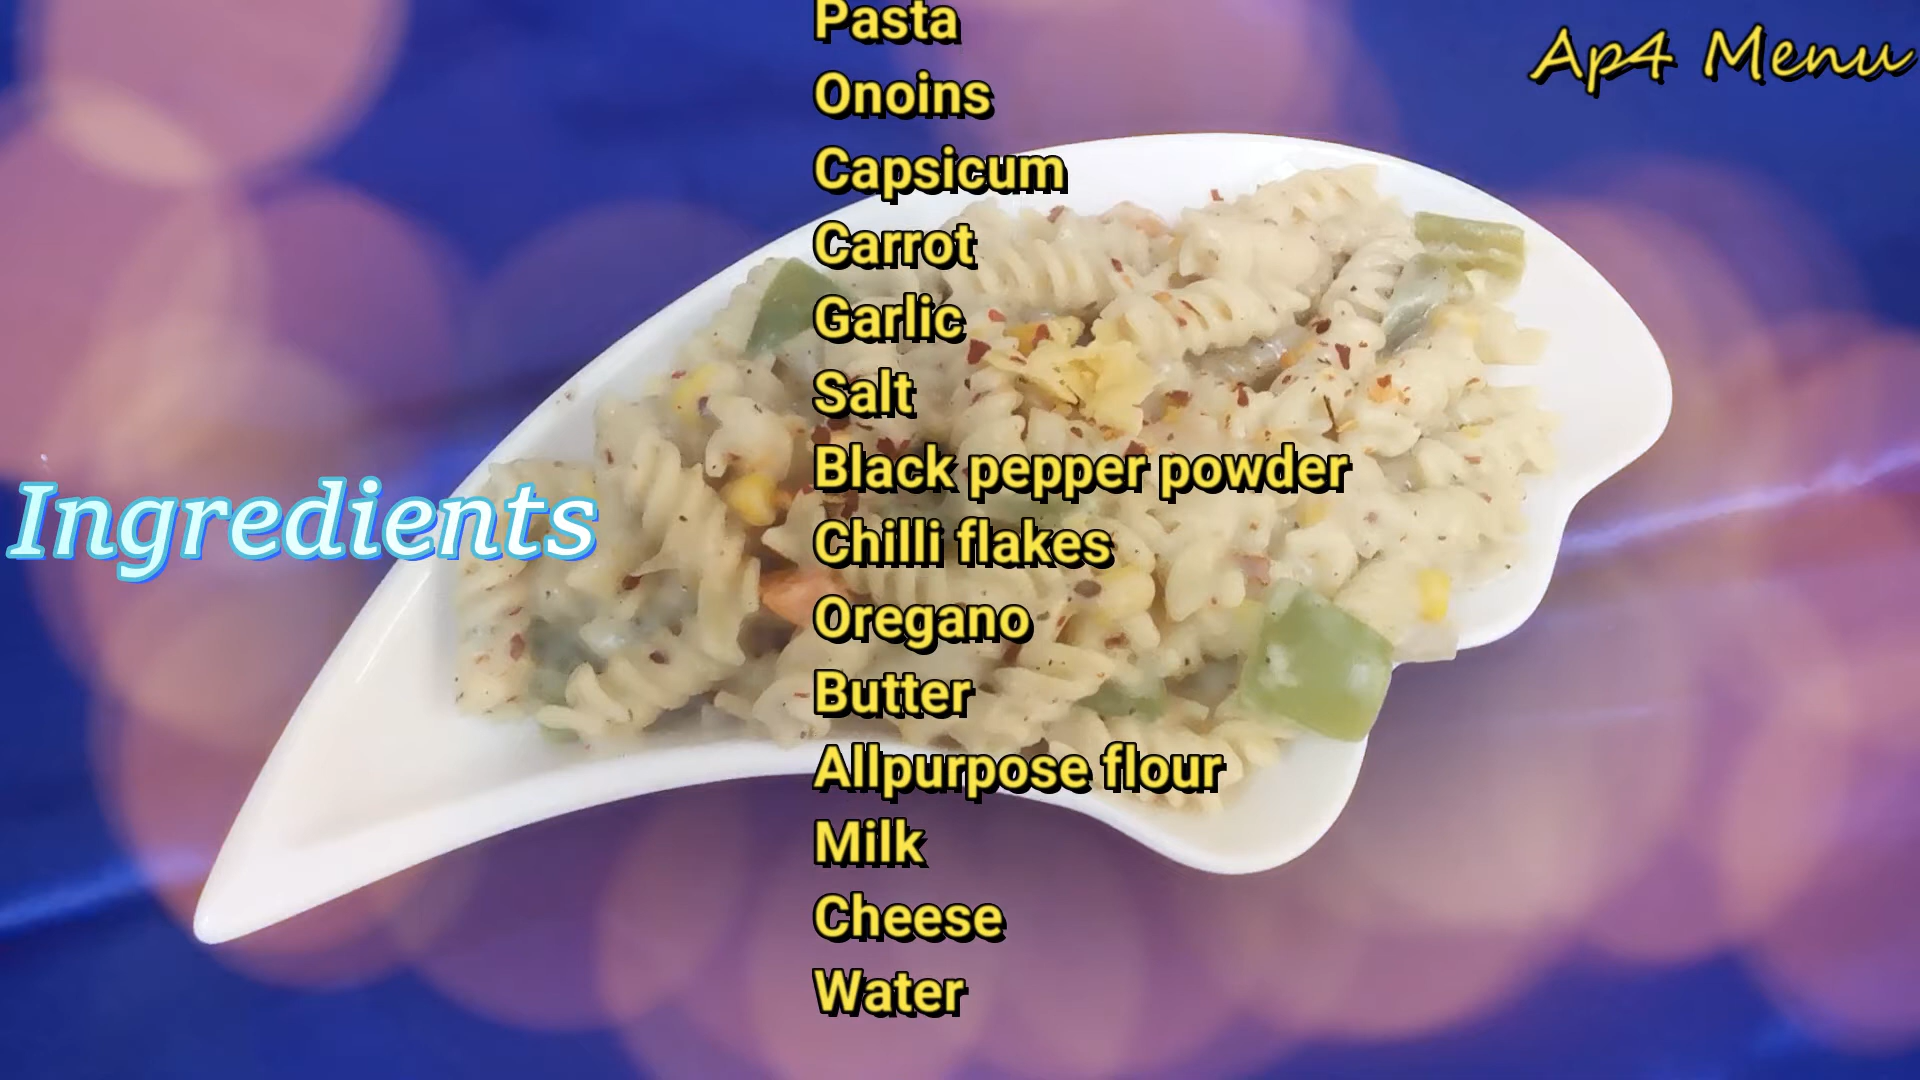 Ap4 Menu
Ingredients
Pasta
Onoins
Capsicum
Carrot
Garlic
Salt
Black pepper powder
Chilli flakes
Oregano
Butter
Allpurpose flour
Milk
Cheese
Water